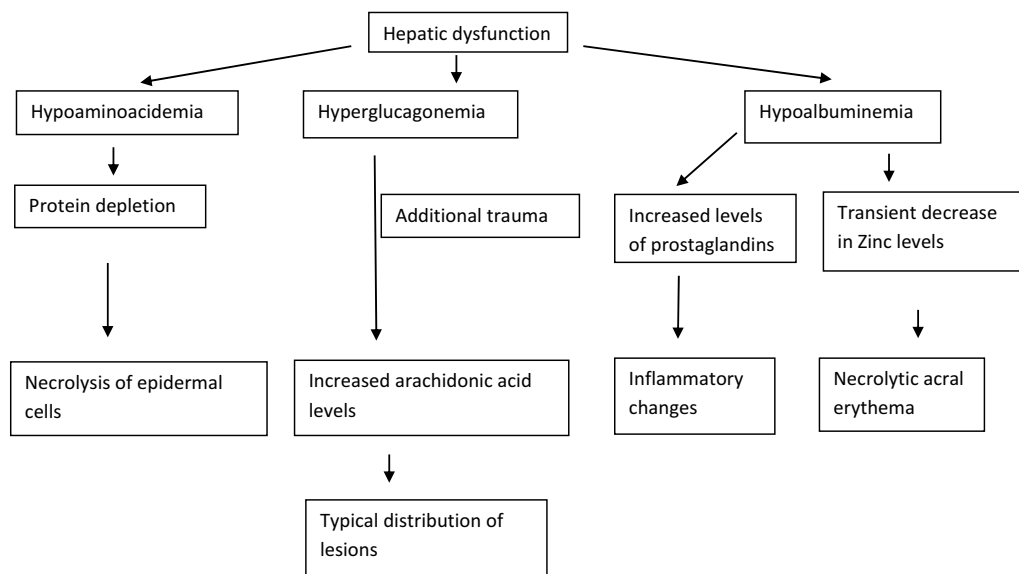 Hepatic dysfunction
Hypoaminoacidemia
Hyperglucagonemia
Hypoalbuminemia
Protein depletion
Additional trauma
Increased levels
of prostaglandins
Transient decrease
in Zinc levels
Necrolysis of epidermal
cells
Increased arachidonic acid
levels
Inflammatory
changes
Necrolytic acral
erythema
Typical distribution of
lesions